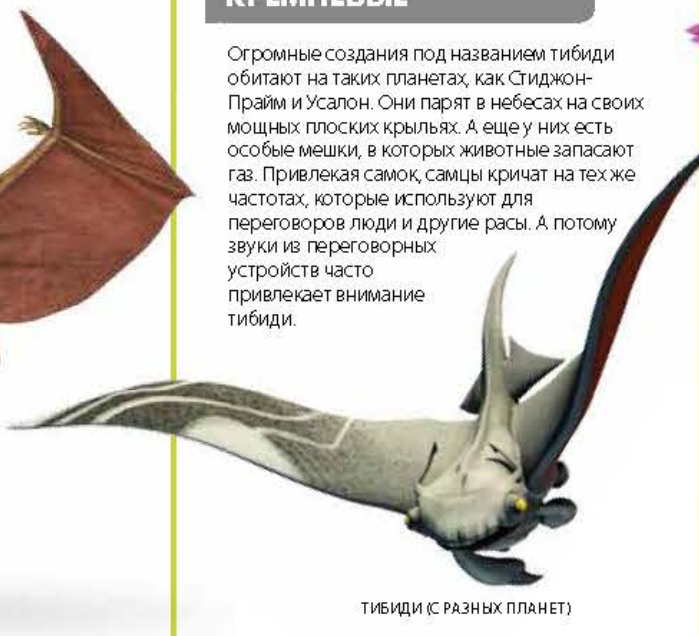 КРЕМНЕВЫЕ
Огромные создания под названием тибиди
обитают на таких планетах, как Стиджон-
Прайм и Усалон. Они парят в небесах на своих
мощных плоских крыльях. А еще у них есть
особые мешки, в которых животные запасают
газ. Привлекая самок, самцы кричат на тех же
частотах, которые используют для
переговоров люди и другие расы. А потому
звуки из переговорных
устройств часто
привлекает внимание
тибиди.
ТИБИДИ (С РАЗНЫХ ПЛАНЕТ)